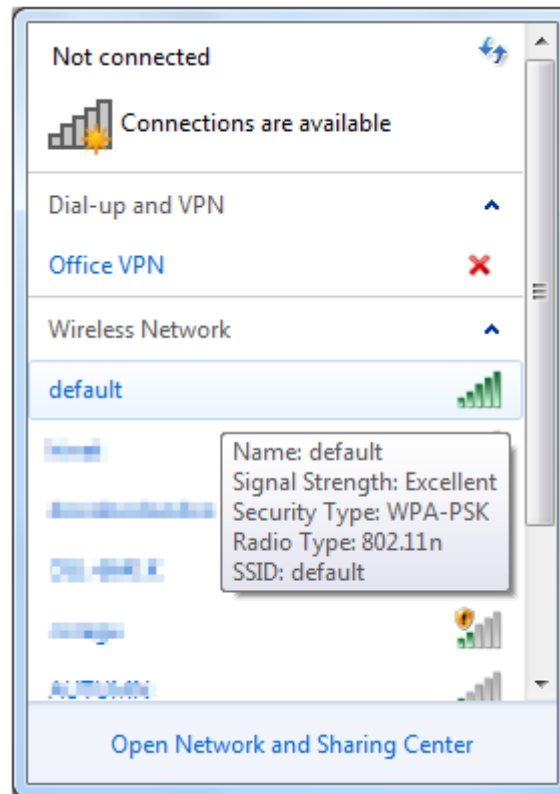 Not connected
Connections are available
Dial-up and VPN
Office VPN
Wireless Network
default
Name: default
Signal Strength: Excellent
Security Type: WPA-PSK
Radio Type: 802.11n
SSID: default
AUTUMN
Open Network and Sharing Center